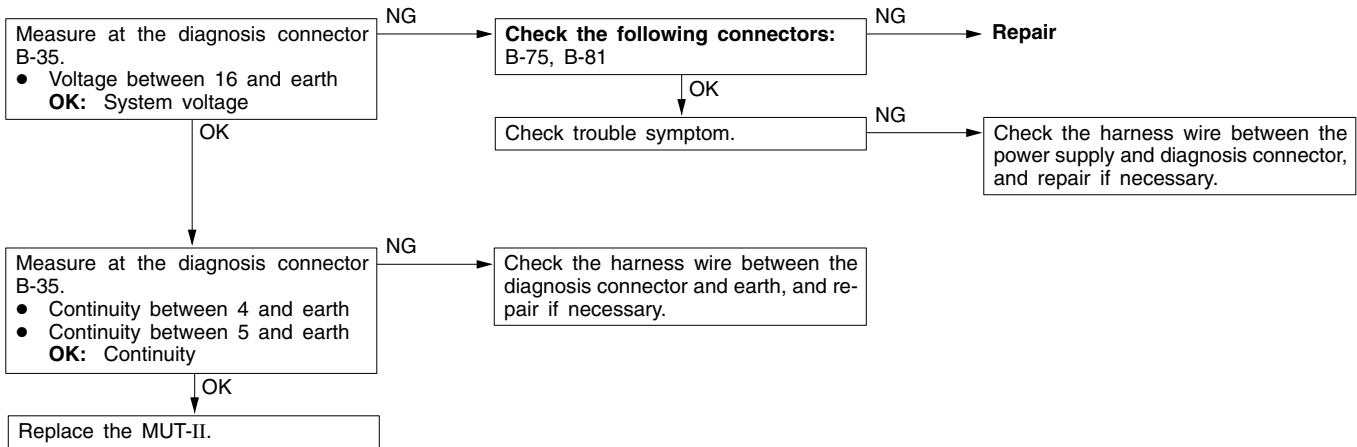 Measure at the diagnosis connector
B-35.
● Voltage between 16 and earth
OK: System voltage
NG
Check the following connectors:
B-75, B-81
NG
Repair
OK
OK
Check trouble symptom.
NG
Check the harness wire between the
power supply and diagnosis connector,
and repair if necessary.
Measure at the diagnosis connector
B-35.
● Continuity between 4 and earth
● Continuity between 5 and earth
OK: Continuity
NG
Check the harness wire between the
diagnosis connector and earth, and re-
pair if necessary.
OK
Replace the MUT-II.